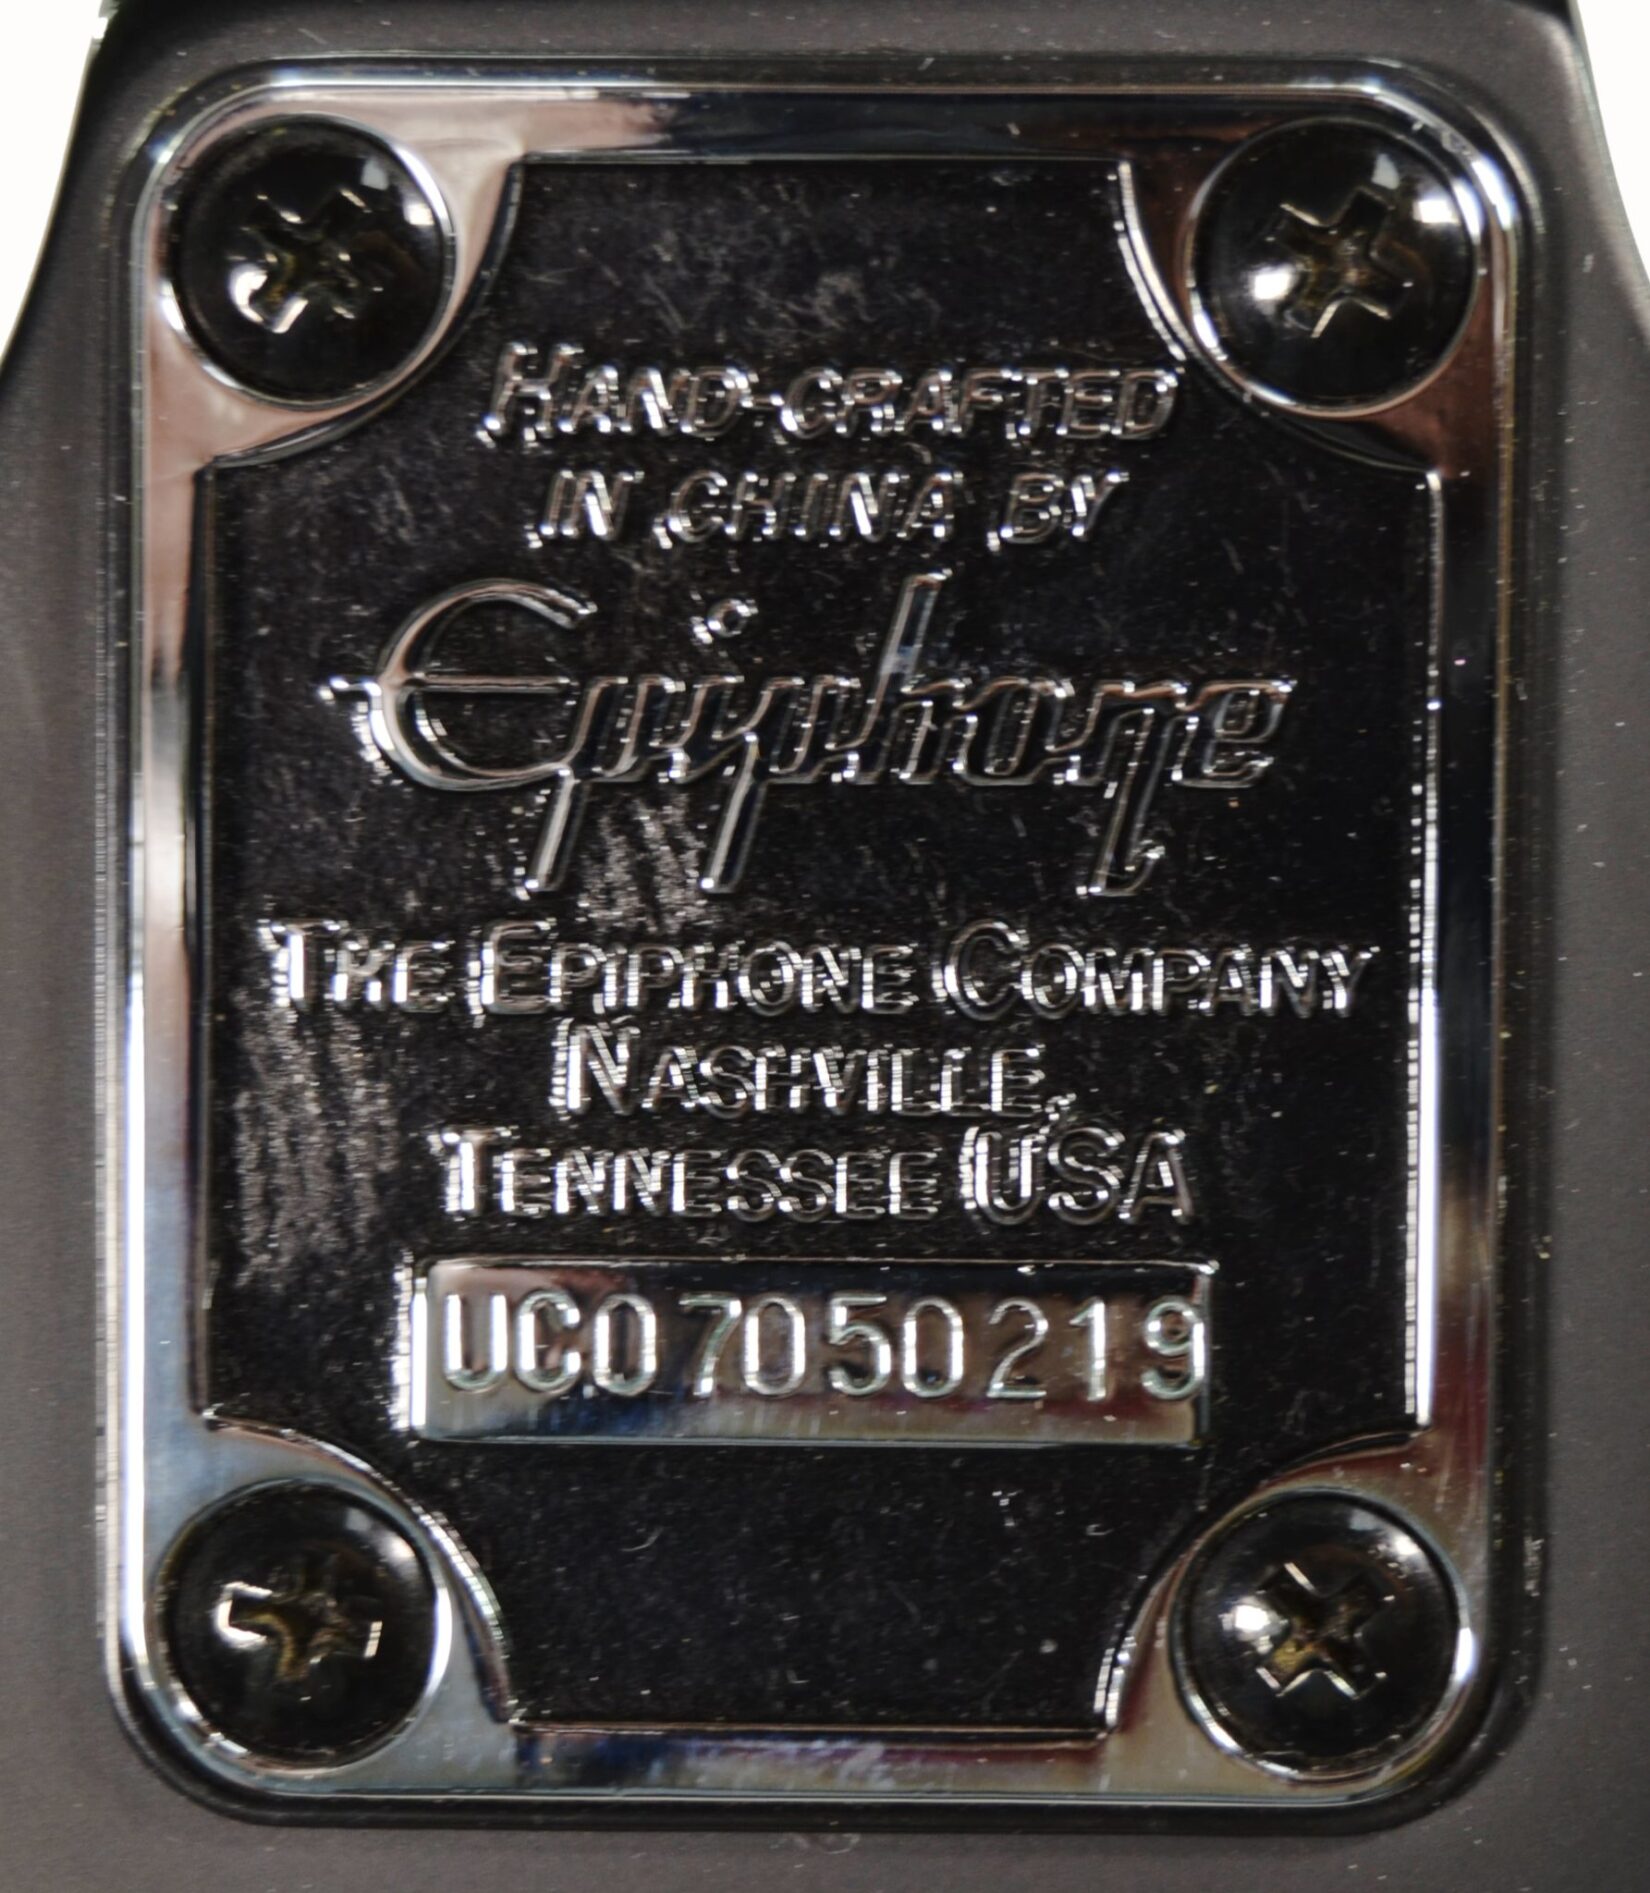 HAND-CRAFTED
IN CHINA BY
Epiphone
THE EPIPHONE COMPANY
NASHVILLE,
TENNESSEE USA
UC07050219